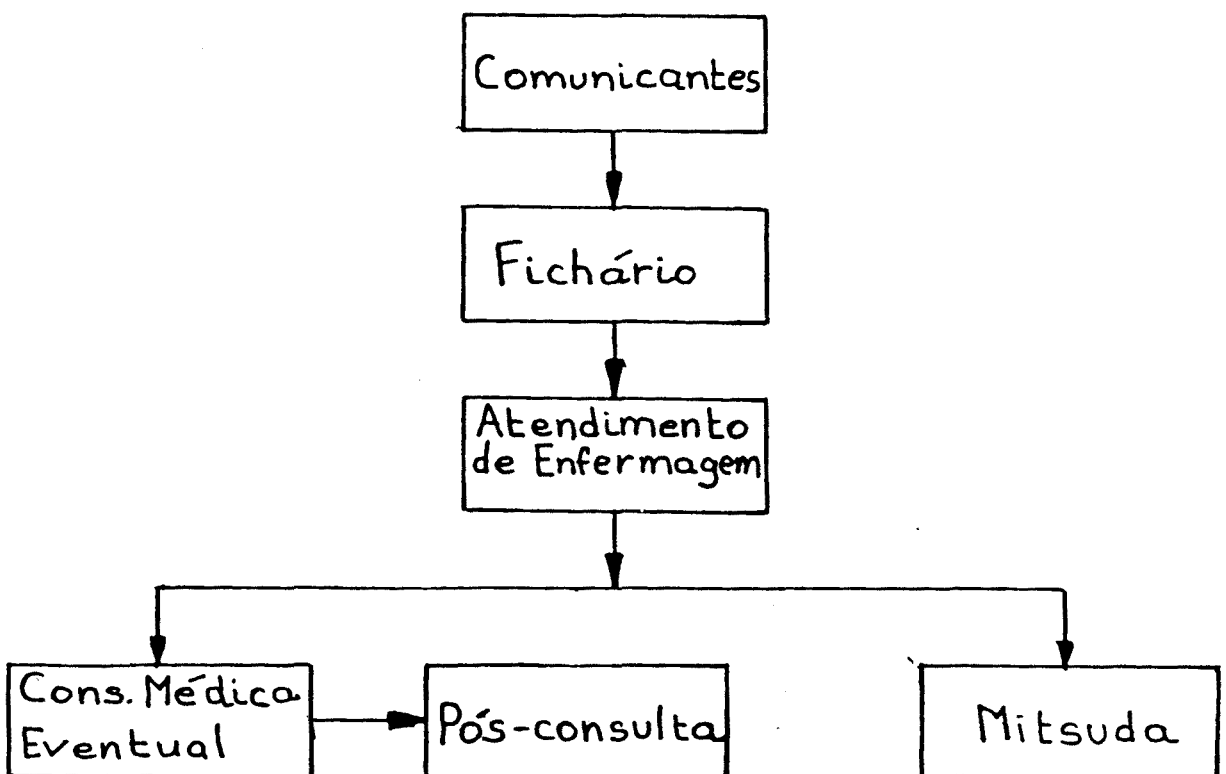 Comunicantes
Fichário
Atendimento
de Enfermagem
Cons. Médica
Eventual
Pós-consulta
Mitsuda